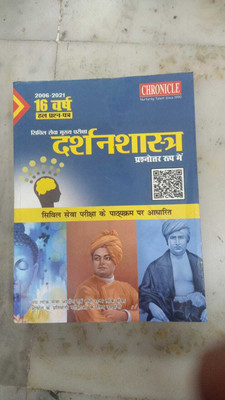 CHRONICLE
2006-2021
16 वर्ष
हल प्रश्न-पत्र
सिविल सेवा मुख्य परीक्षा
दर्शनशास्त्र
प्रश्नोत्तर रूप में
सिविल सेवा परीक्षा के पाठ्यक्रम पर आधारित